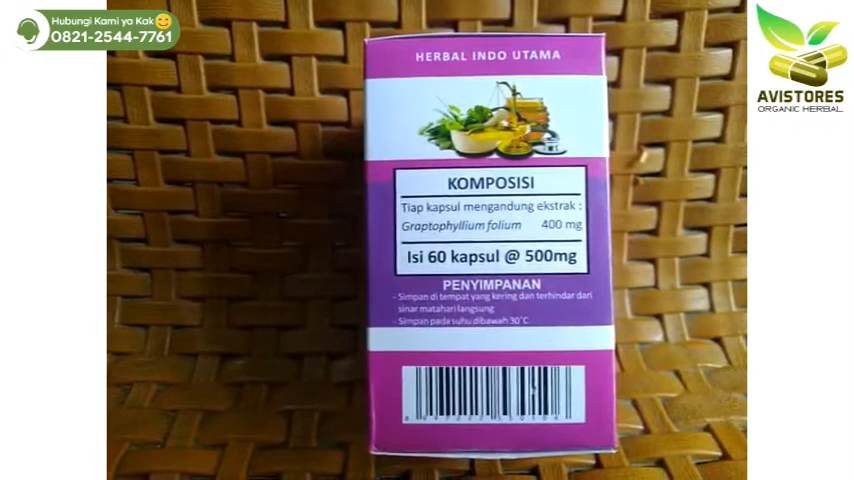 Hubungi Kami ya Kak😊
0821-2544-7761
AVISTORES
ORGANIC HERBAL
HERBAL INDO UTAMA
KOMPOSISI
Tiap kapsul mengandung ekstrak :
Graptophyllium folium 400 mg
Isi 60 kapsul @ 500mg
PENYIMPANAN
- Simpan di tempat yang kering dan terhindar dari
sinar matahari langsung
- Simpan pada suhu dibawah 30°C